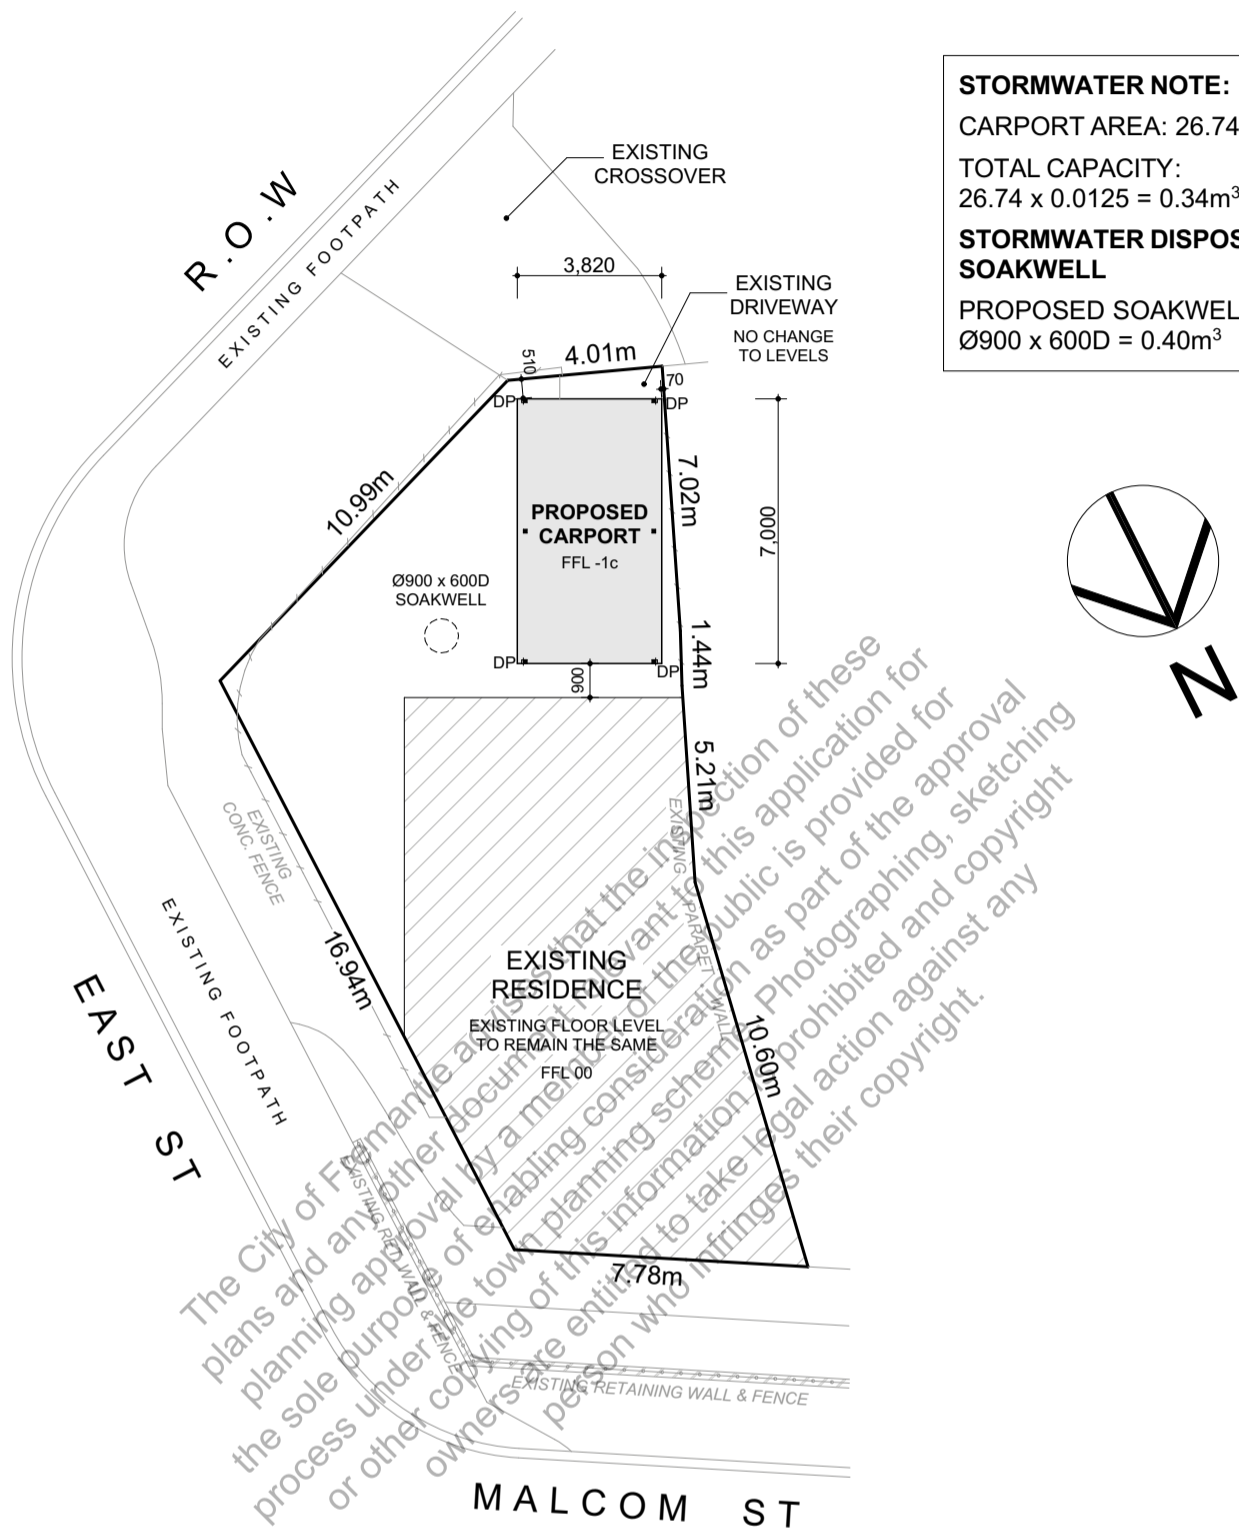 STORMWATER NOTE:
CARPORT AREA: 26.74
TOTAL CAPACITY:
26.74 x 0.0125 = 0.34m³
STORMWATER DISPOS
SOAKWELL
PROPOSED SOAKWEL
Ø900 x 600D = 0.40m³
EXISTING
CROSSOVER
R.O.W
EXISTING FOOTPATH
3,820
EXISTING
DRIVEWAY
NO CHANGE
TO LEVELS
510
4.01m
70
DP
DP
10.99m
7.02m
7,000
PROPOSED
CARPORT
FFL -1c
Ø900 x 600D
SOAKWELL
1.44m
DP
DP
900
N
5.21m
EXISTING
CONC. FENCE
EXISTING PARAPET WALL
EXISTING FOOTPATH
16.94m
EXISTING
RESIDENCE
EXISTING FLOOR LEVEL
TO REMAIN THE SAME
FFL 00
10.60m
EAST ST
EXISTING RET. WALL & FENCE
7.78m
EXISTING RETAINING WALL & FENCE
MALCOM ST
The City of Fremantle advises that the inspection of these
plans and any other document relevant to this application for
planning approval by a member of the public is provided for
the sole purpose of enabling consideration as part of the approval
process under the town planning scheme. Photographing, sketching
or other copying of this information is prohibited and copyright
owners are entitled to take legal action against any
person who infringes their copyright.